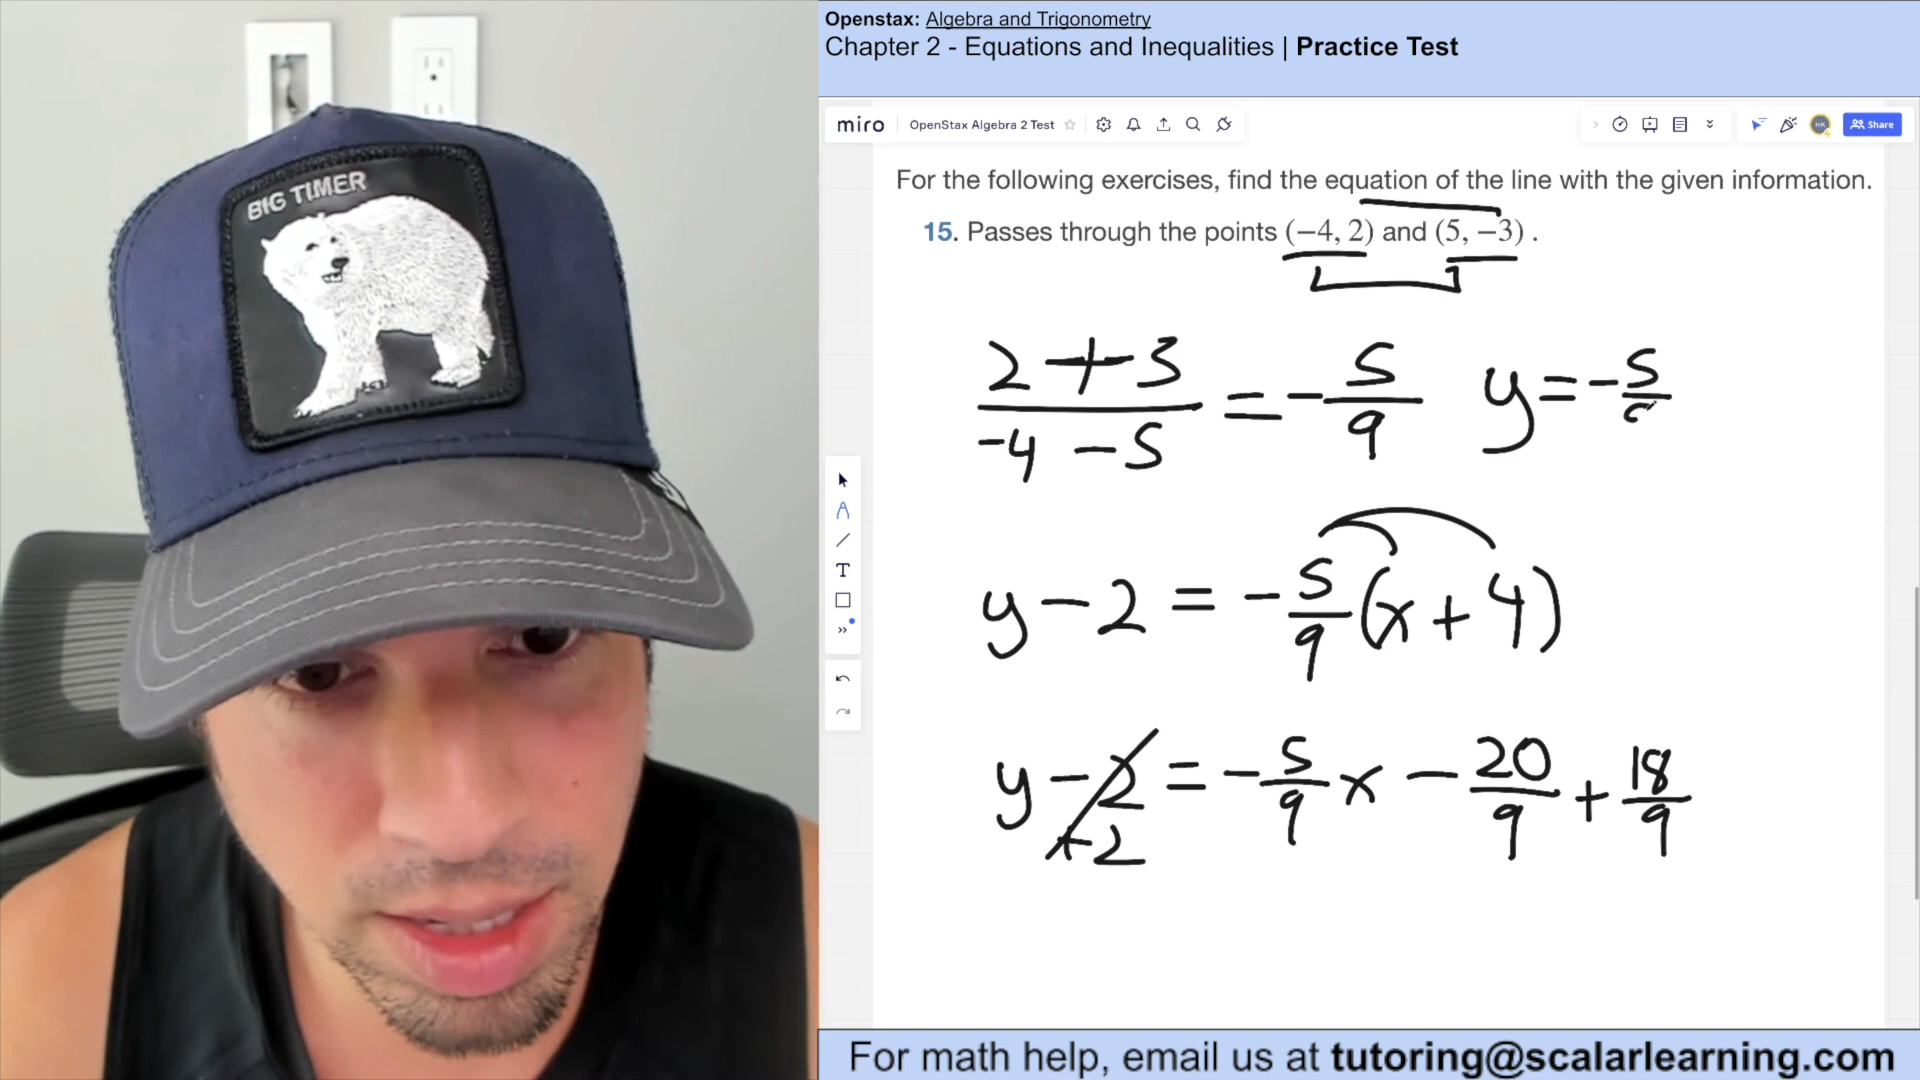 BIG TIMER
Openstax: Algebra and Trigonometry
Chapter 2 - Equations and Inequalities | Practice Test
miro OpenStax Algebra 2 Test Share
For the following exercises, find the equation of the line with the given information.
15. Passes through the points (−4, 2) and (5, −3) .
2 + 3 / -4 - 5 = - 5/9 y = - 5
y - 2 = - 5/9 (x + 4)
y - 2 = - 5/9 x - 20/9 + 18/9
+2
For math help, email us at tutoring@scalarlearning.com